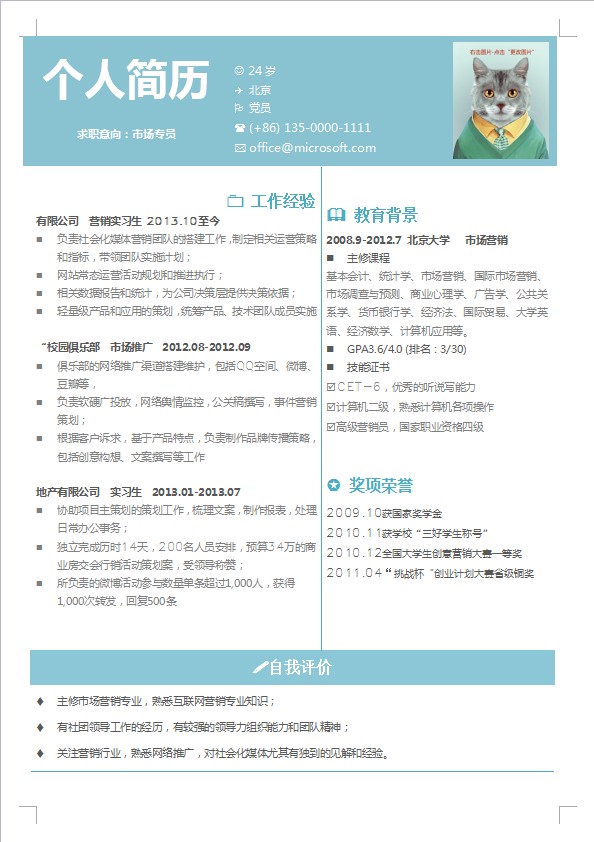 个人简历
求职意向：市场专员
24 岁
北京
党员
(+86) 135-0000-1111
office@microsoft.com
右击图片-点击“更改图片”
工作经验
有限公司 营销实习生 2013.10至今
负责社会化媒体营销团队的搭建工作，制定相关运营策略
和指标，带领团队实施计划；
网站常态运营活动规划和推进执行；
相关数据报告和统计，为公司决策层提供决策依据；
轻量级产品和应用的策划，统筹产品、技术团队成员实施
“校园俱乐部 市场推广 2012.08-2012.09
俱乐部的网络推广渠道搭建维护，包括QQ空间、微博、
豆瓣等，
负责软硬广投放，网络舆情监控，公关稿撰写，事件营销
策划；
根据客户诉求，基于产品特点，负责制作品牌传播策略，
包括创意构想、文案撰写等工作
地产有限公司 实习生 2013.01-2013.07
协助项目主策划的策划工作，梳理文案，制作报表，处理
日常办公事务；
独立完成历时14天，200名人员安排，预算34万的商
业房交会行销活动策划案，受领导称赞；
所负责的微博活动参与数量单条超过1,000人，获得
1,000次转发，回复500条
教育背景
2008.9-2012.7 北京大学 市场营销
主修课程
基本会计、统计学、市场营销、国际市场营销、
市场调查与预测、商业心理学、广告学、公共关
系学、货币银行学、经济法、国际贸易、大学英
语、经济数学、计算机应用等。
GPA3.6/4.0 (排名：3/30)
技能证书
CET－6，优秀的听说写能力
计算机二级，熟悉计算机各项操作
高级营销员，国家职业资格四级
奖项荣誉
2009.10获国家奖学金
2010.11获学校“三好学生称号”
2010.12全国大学生创意营销大赛一等奖
2011.04“挑战杯“创业计划大赛省级铜奖
自我评价
主修市场营销专业，熟悉互联网营销专业知识；
有社团领导工作的经历，有较强的领导力组织能力和团队精神；
关注营销行业，熟悉网络推广，对社会化媒体尤其有独到的见解和经验。